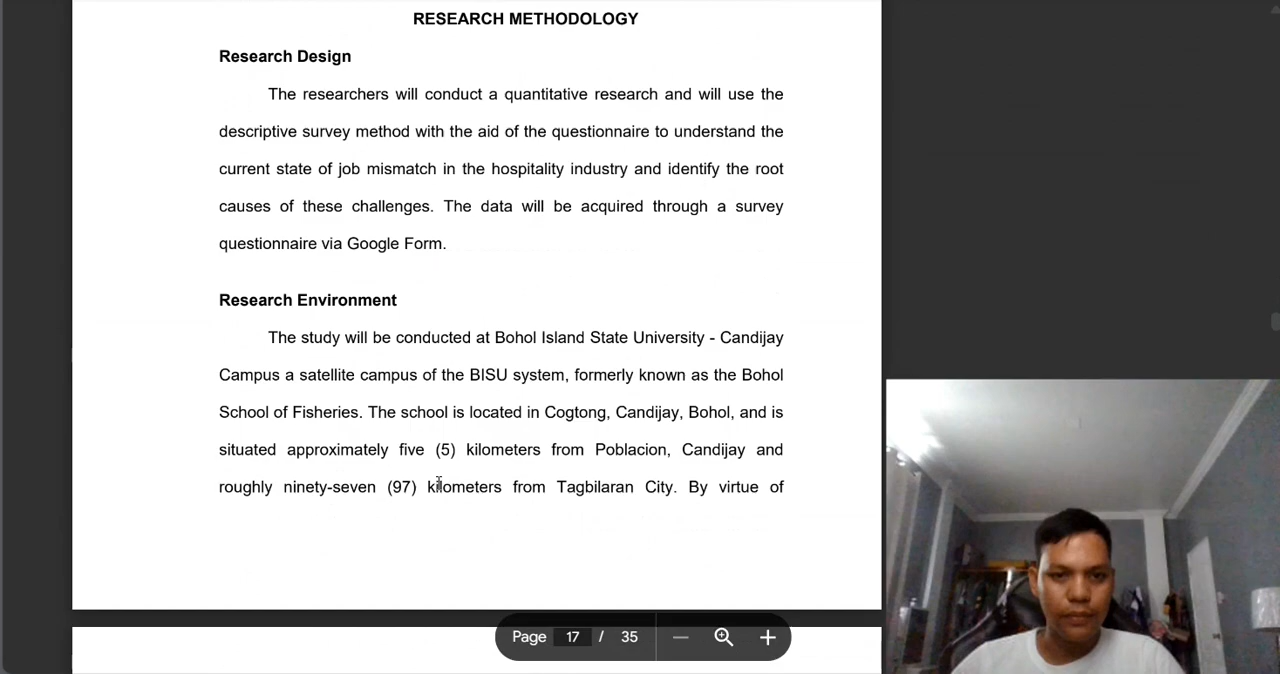 RESEARCH METHODOLOGY
Research Design
The researchers will conduct a quantitative research and will use the
descriptive survey method with the aid of the questionnaire to understand the
current state of job mismatch in the hospitality industry and identify the root
causes of these challenges. The data will be acquired through a survey
questionnaire via Google Form.
Research Environment
The study will be conducted at Bohol Island State University - Candijay
Campus a satellite campus of the BISU system, formerly known as the Bohol
School of Fisheries. The school is located in Cogtong, Candijay, Bohol, and is
situated approximately five (5) kilometers from Poblacion, Candijay and
roughly ninety-seven (97) kilometers from Tagbilaran City. By virtue of
Page 17 / 35